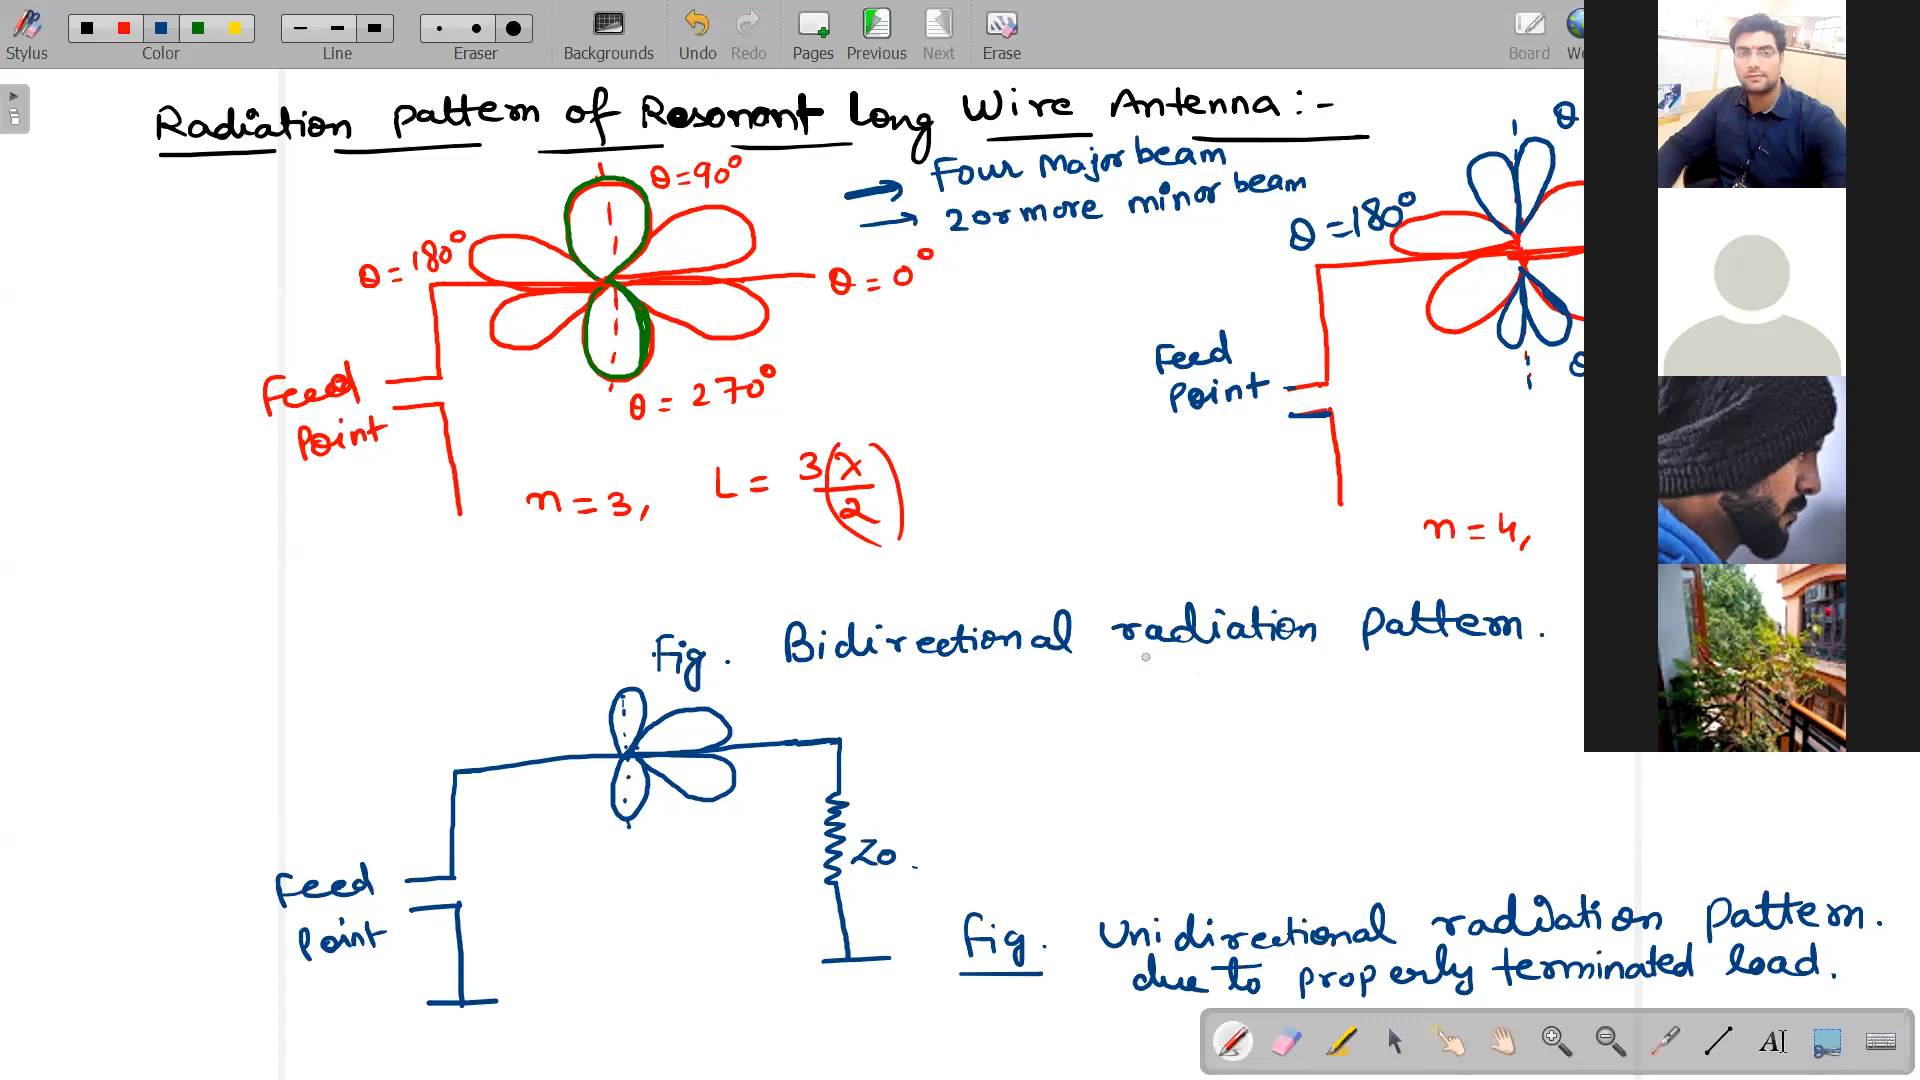 Stylus
Color
Line
Eraser
Backgrounds
Undo
Redo
Pages
Previous
Next
Erase
Board
Radiation pattern of Resonant Long Wire Antenna:-
→ Four Major beam
→ 2 or more minor beam
θ = 90°
θ = 180°
θ = 0°
θ = 270°
Feed
Point
n = 3, L = 3(λ/2)
θ
θ = 180°
Feed
Point
θ
n = 4,
Fig. Bidirectional radiation pattern.
Feed
Point
Zo.
Fig. Unidirectional radiation pattern.
due to properly terminated load.